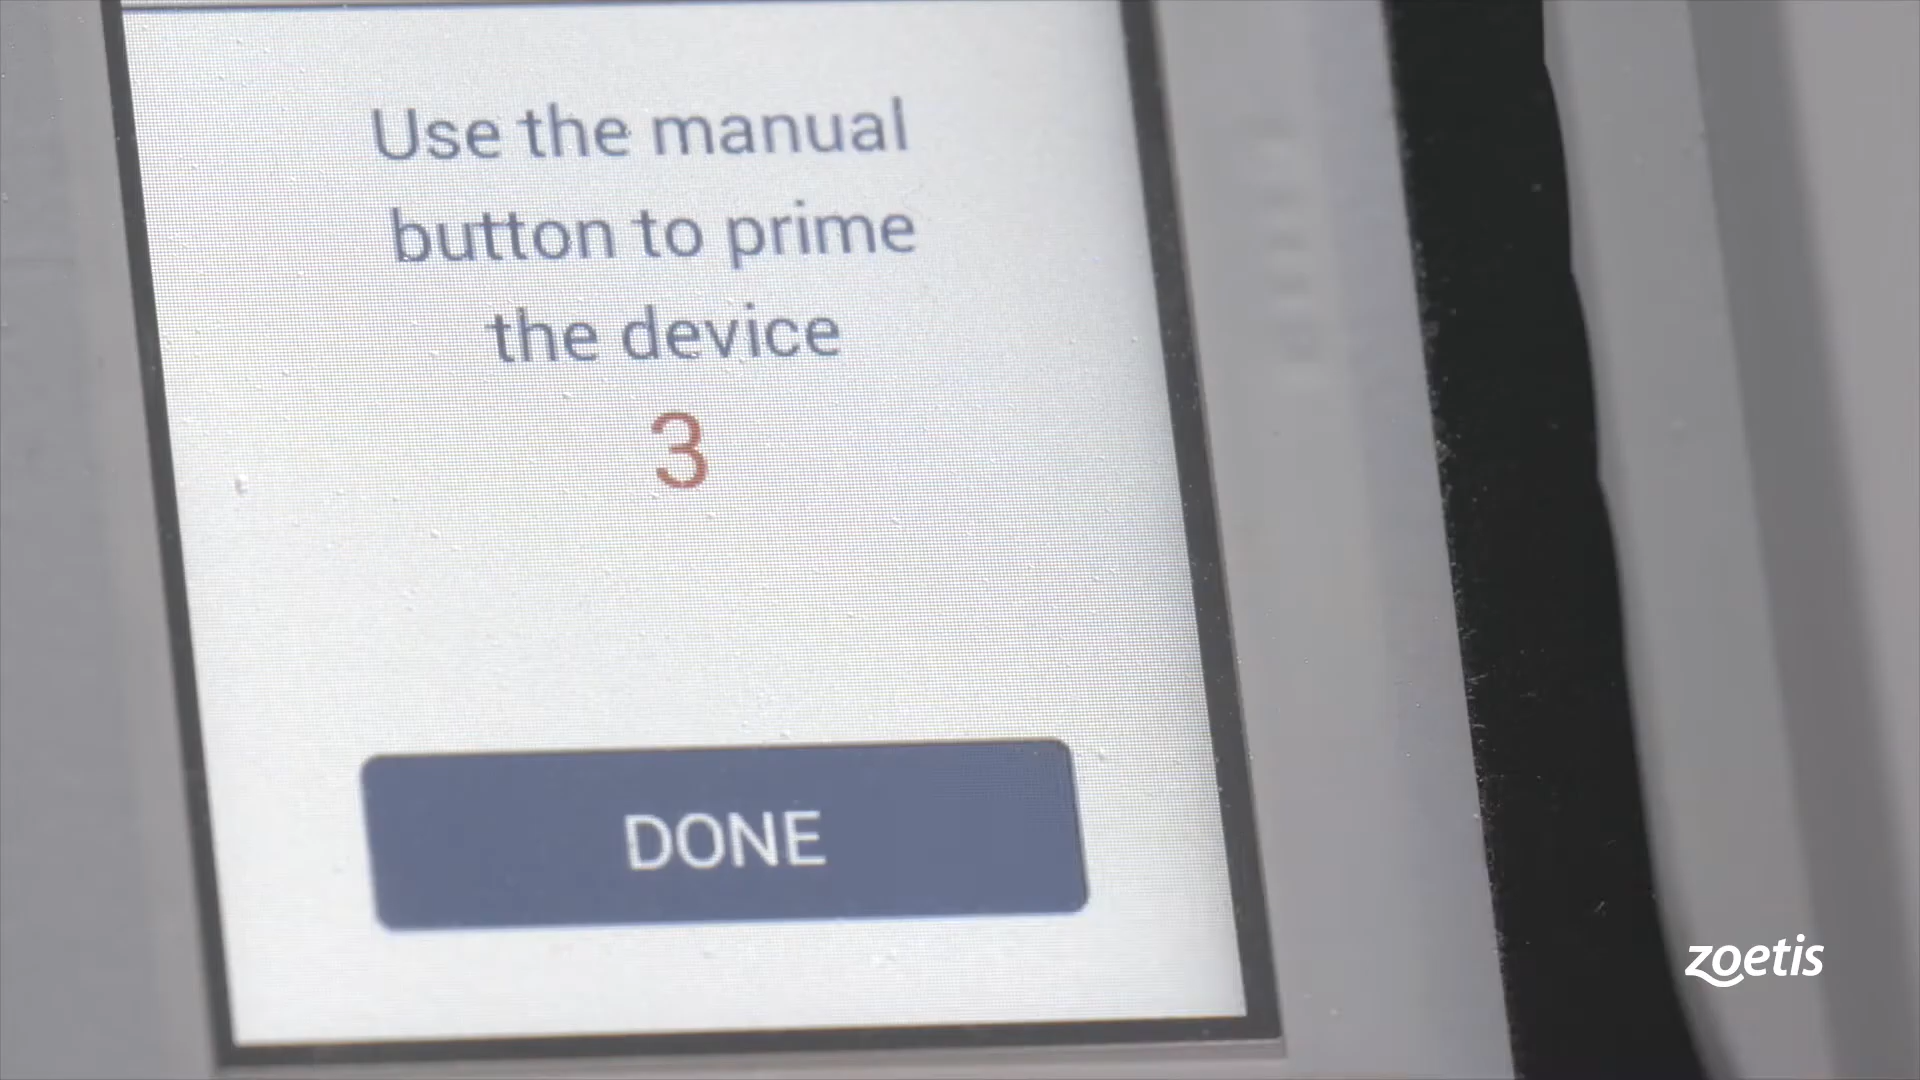 Use the manual
button to prime
the device
3
DONE
zoetis